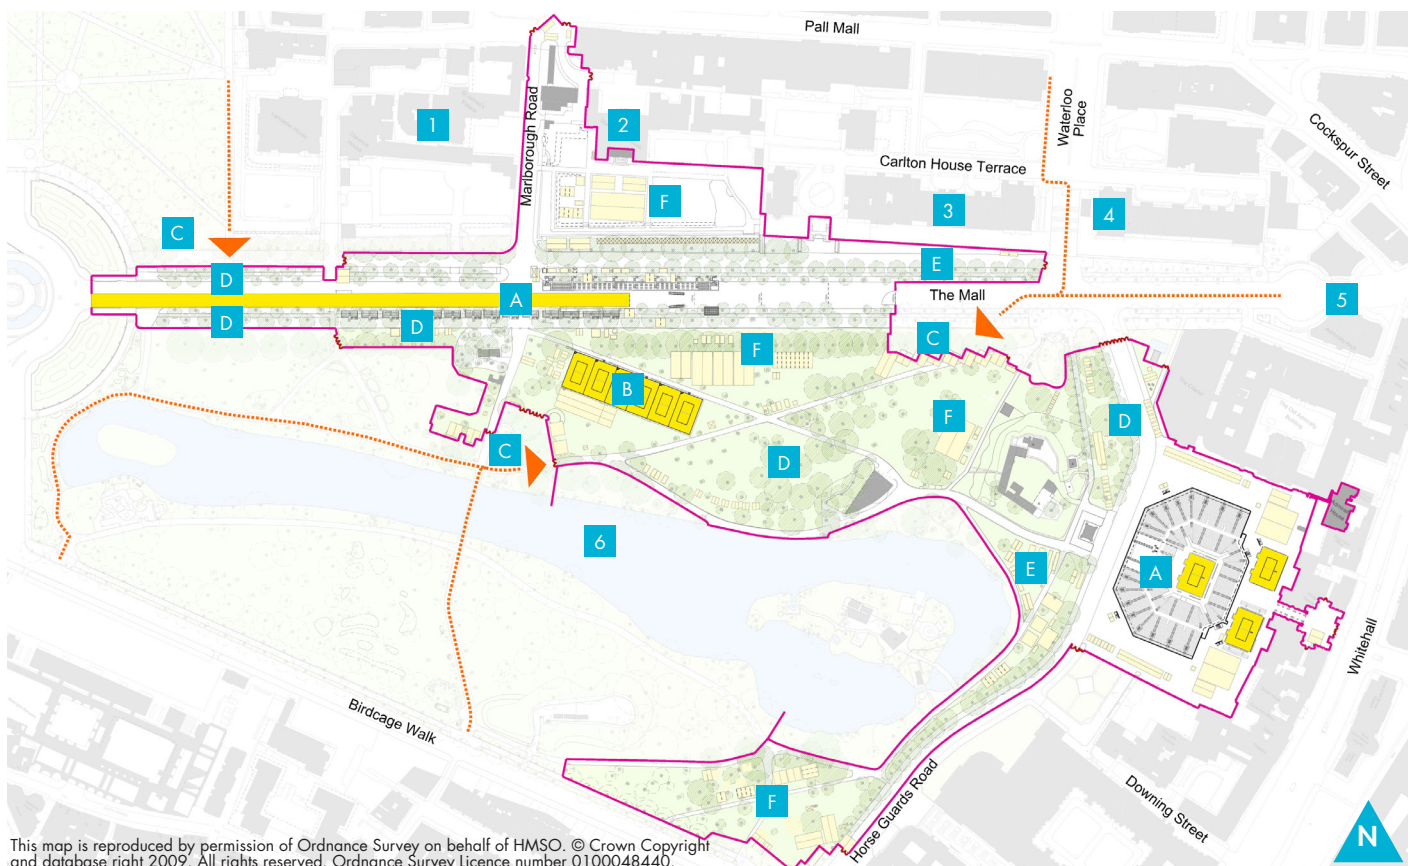 Pall Mall
Marlborough Road
Waterloo
Place
Cockspur Street
1
2
Carlton House Terrace
F
3
4
C
D
E
A
The Mall
5
D
D
C
F
B
F
D
C
D
6
E
A
Whitehall
Birdcage Walk
F
Horse Guards Road
Downing Street
N
This map is reproduced by permission of Ordnance Survey on behalf of HMSO. © Crown Copyright
and database right 2009. All rights reserved. Ordnance Survey Licence number 0100048440.